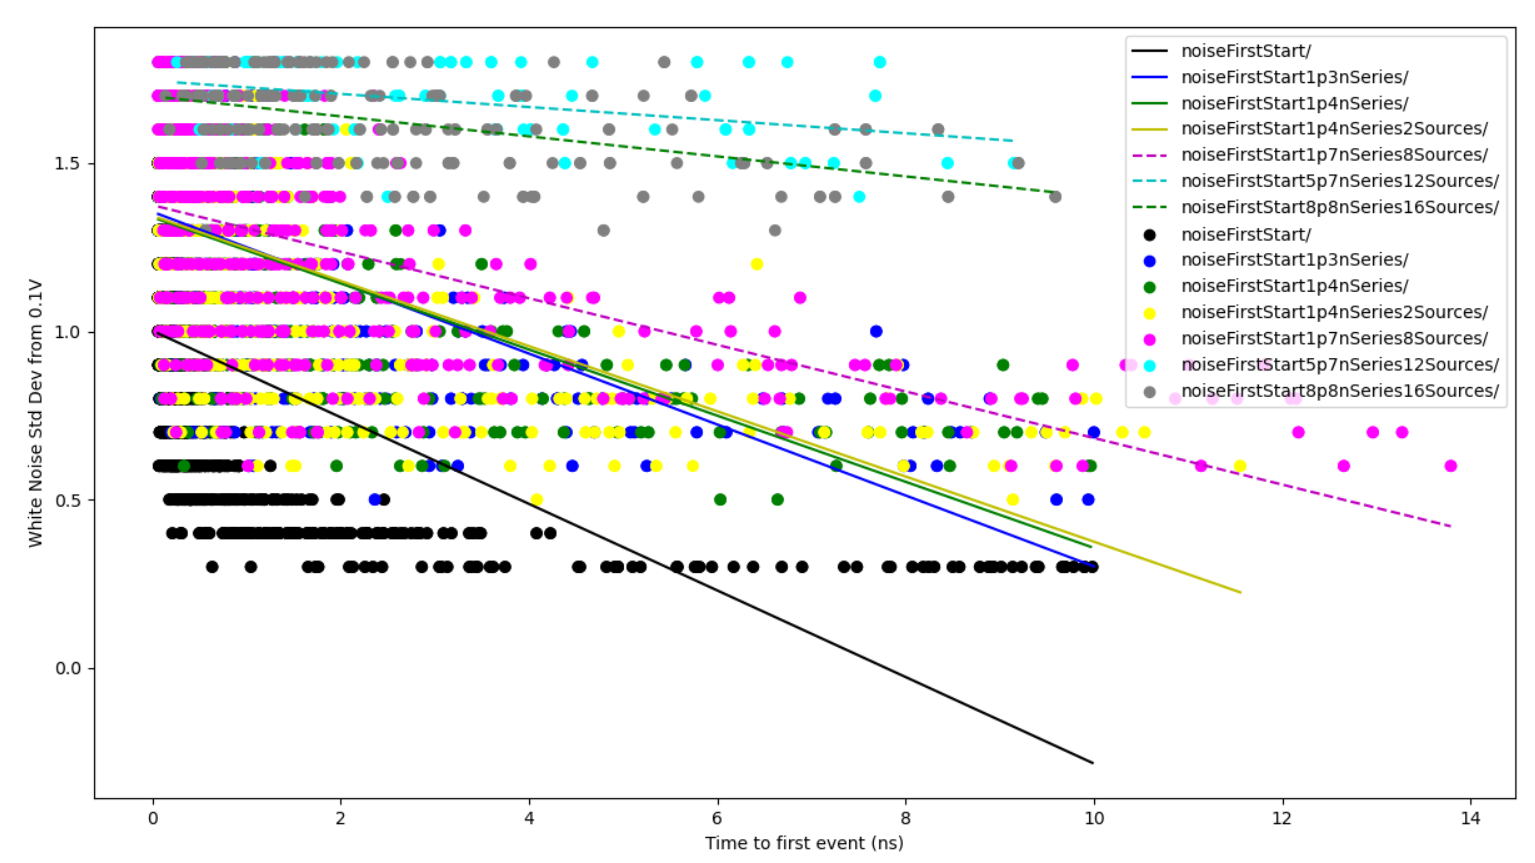 White Noise Std Dev from 0.1V
1.5
1.0
0.5
0.0
noiseFirstStart/
noiseFirstStart1p3nSeries/
noiseFirstStart1p4nSeries/
noiseFirstStart1p4nSeries2Sources/
noiseFirstStart1p7nSeries8Sources/
noiseFirstStart5p7nSeries12Sources/
noiseFirstStart8p8nSeries16Sources/
noiseFirstStart/
noiseFirstStart1p3nSeries/
noiseFirstStart1p4nSeries/
noiseFirstStart1p4nSeries2Sources/
noiseFirstStart1p7nSeries8Sources/
noiseFirstStart5p7nSeries12Sources/
noiseFirstStart8p8nSeries16Sources/
0 2 4 6 8 10 12 14
Time to first event (ns)